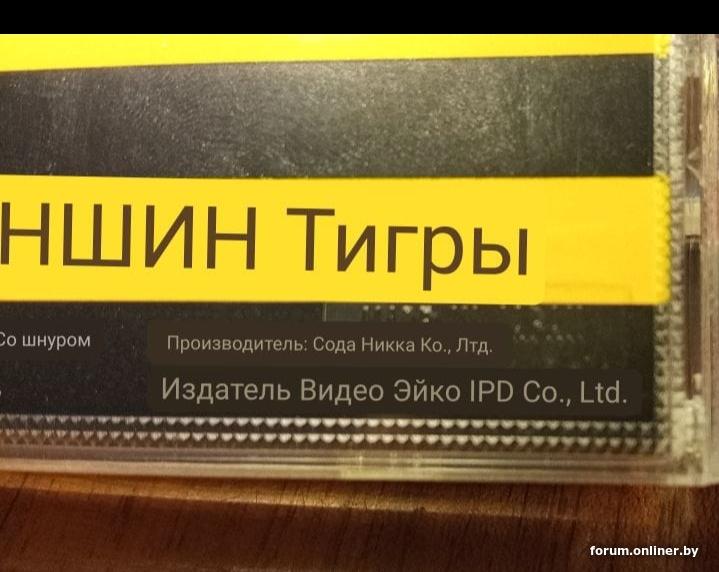 НШИН Тигры
Со шнуром
Производитель: Сода Никка Ко., Лтд.
Издатель Видео Эйко IPD Co., Ltd.
forum.onliner.by